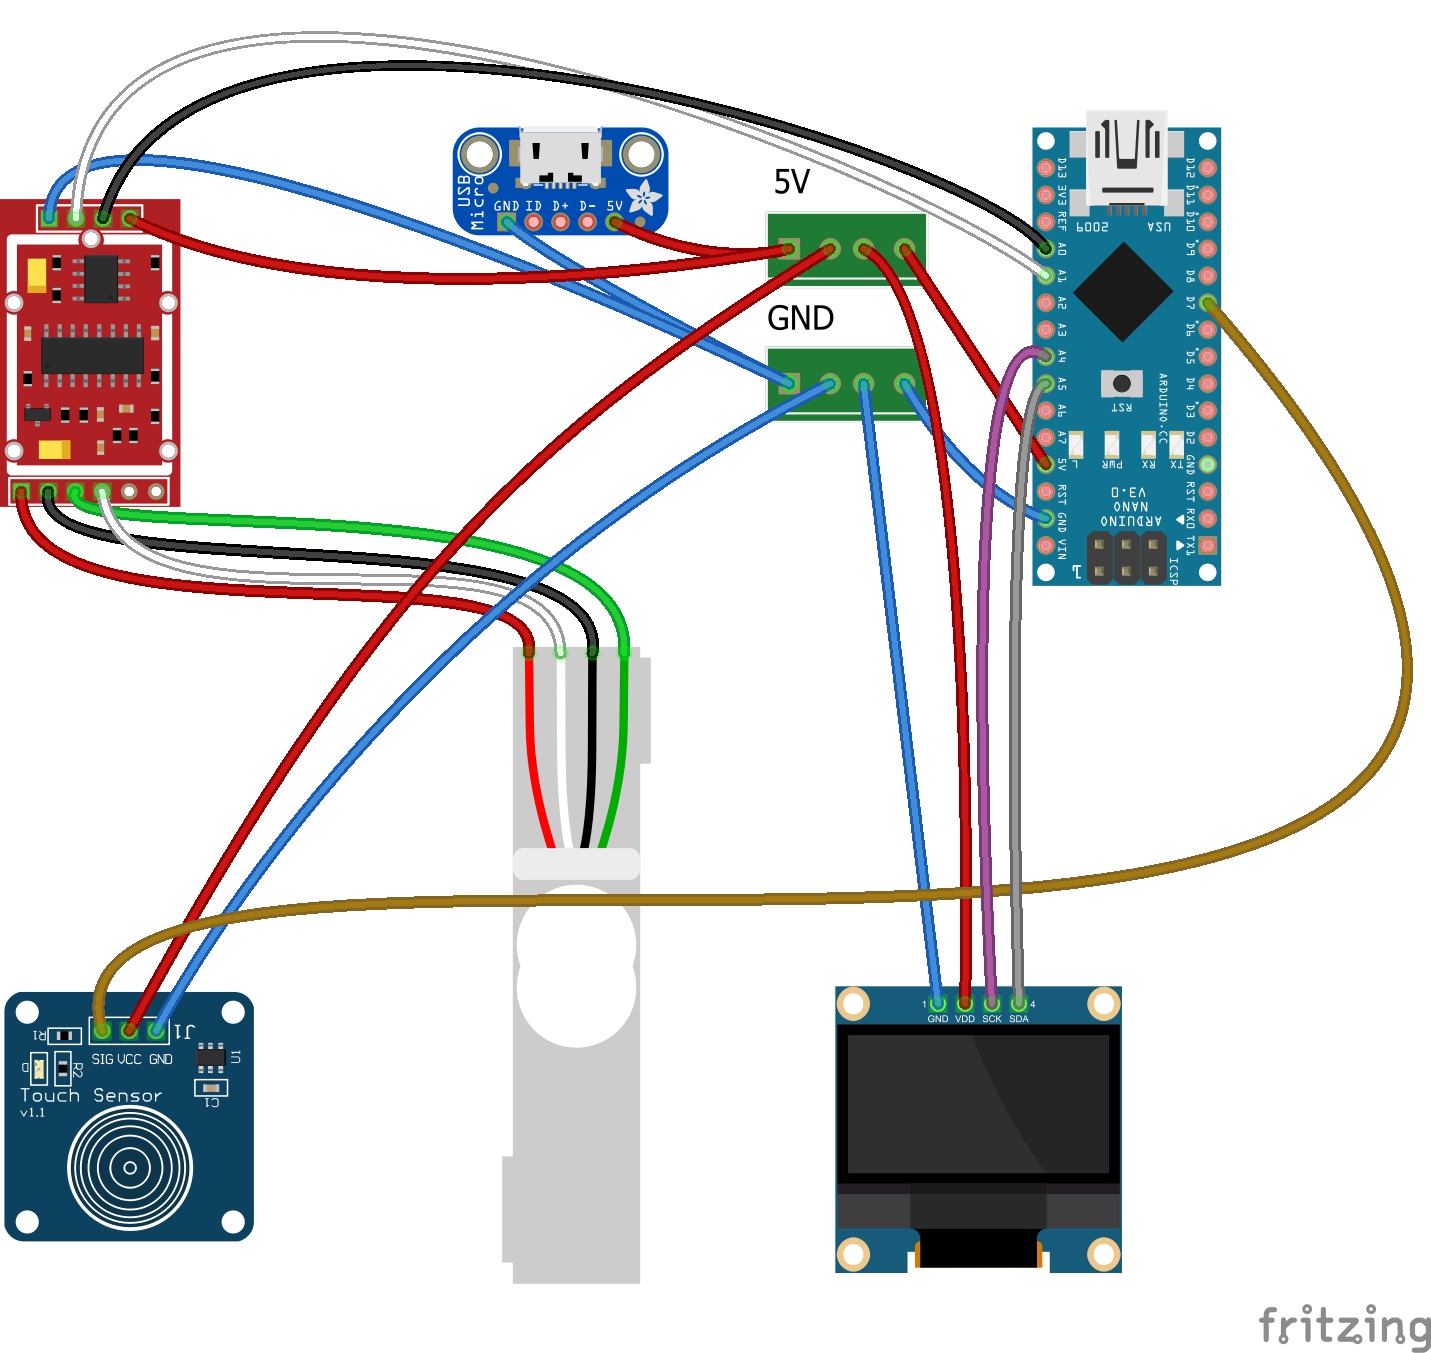 USB
Micro
GND ID D+ D- 5V
5V
GND
D13
3V3
REF
A0
A1
A2
A3
A4
A5
A6
A7
5V
RST
GND
VIN
D12
D11
D10
D9
D8
D7
D6
D5
D4
D3
D2
GND
RST
RX0
TX1
USA
2009
RST
ARDUINO.CC
TX RX PWR L
ARDUINO
NANO
V3.0
ICSP
1
R1
J1
SIG VCC GND
U1
D
R2
C1
Touch Sensor
v1.1
1 4
GND VDD SCK SDA
fritzing